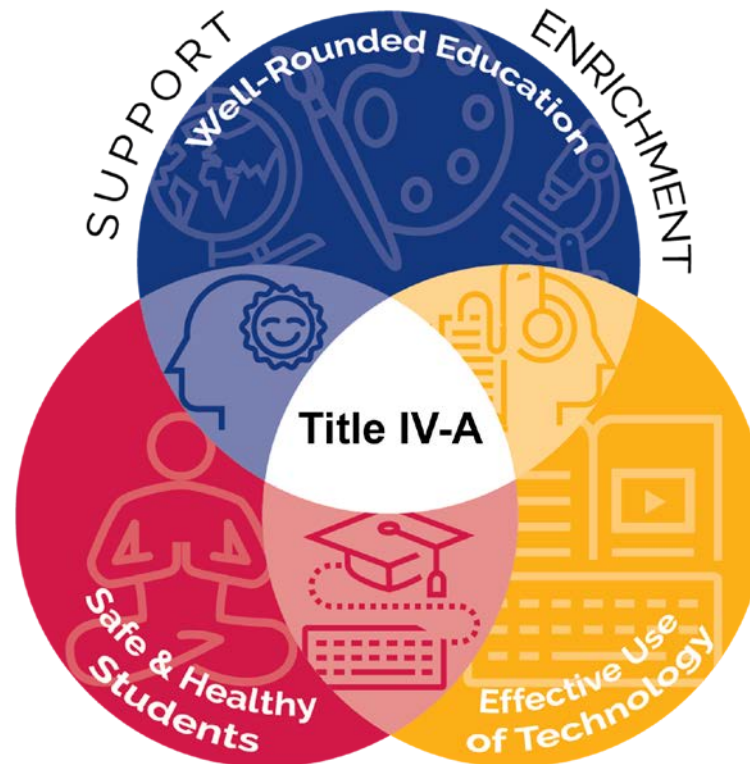 SUPPORT
ENRICHMENT
Well-Rounded Education
Title IV-A
Safe & Healthy
Students
Effective Use
of Technology